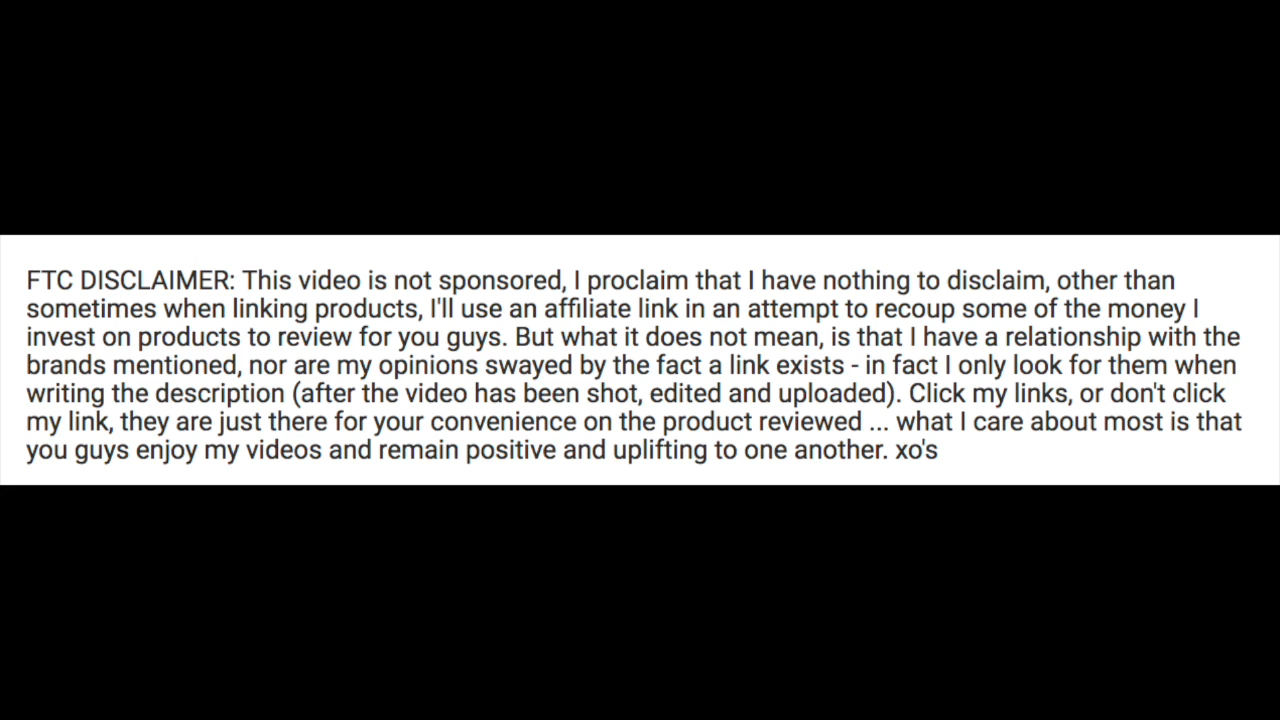 FTC DISCLAIMER: This video is not sponsored, I proclaim that I have nothing to disclaim, other than
sometimes when linking products, I'll use an affiliate link in an attempt to recoup some of the money I
invest on products to review for you guys. But what it does not mean, is that I have a relationship with the
brands mentioned, nor are my opinions swayed by the fact a link exists - in fact I only look for them when
writing the description (after the video has been shot, edited and uploaded). Click my links, or don't click
my link, they are just there for your convenience on the product reviewed ... what I care about most is that
you guys enjoy my videos and remain positive and uplifting to one another. xo's